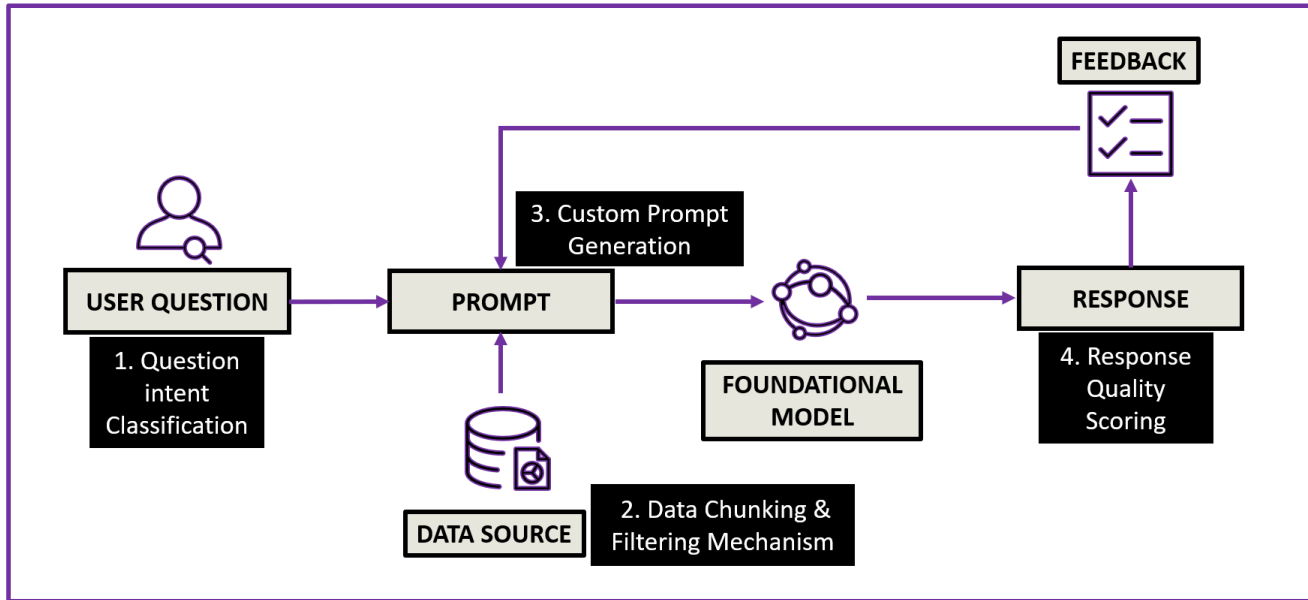 FEEDBACK
3. Custom Prompt
Generation
USER QUESTION
PROMPT
RESPONSE
1. Question
intent
Classification
FOUNDATIONAL
MODEL
4. Response
Quality
Scoring
DATA SOURCE
2. Data Chunking &
Filtering Mechanism